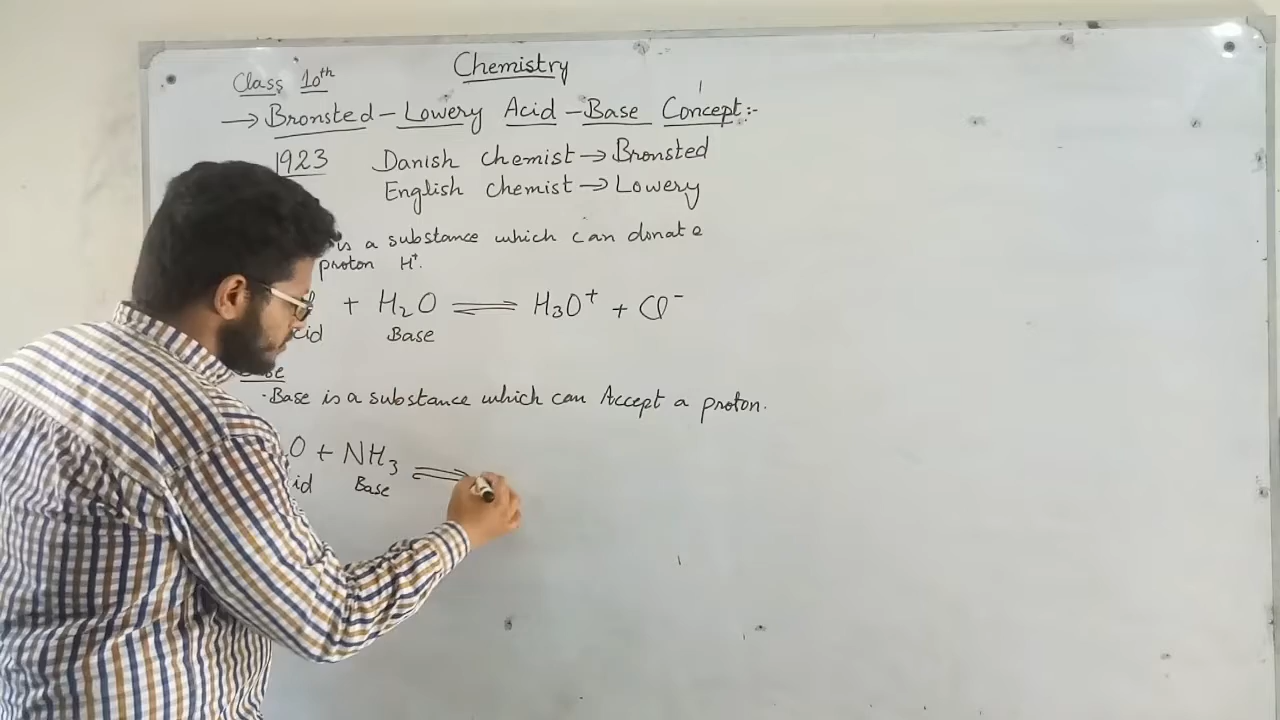 Chemistry
Class 10th
→ Bronsted - Lowery Acid - Base Concept:-
1923 Danish Chemist → Bronsted
English Chemist → Lowery
is a substance which can donate
proton H⁺.
+ H₂O ⇌ H₃O⁺ + Cl⁻
cid Base
·Base is a substance which can Accept a proton.
O + NH₃ ⇌
id Base